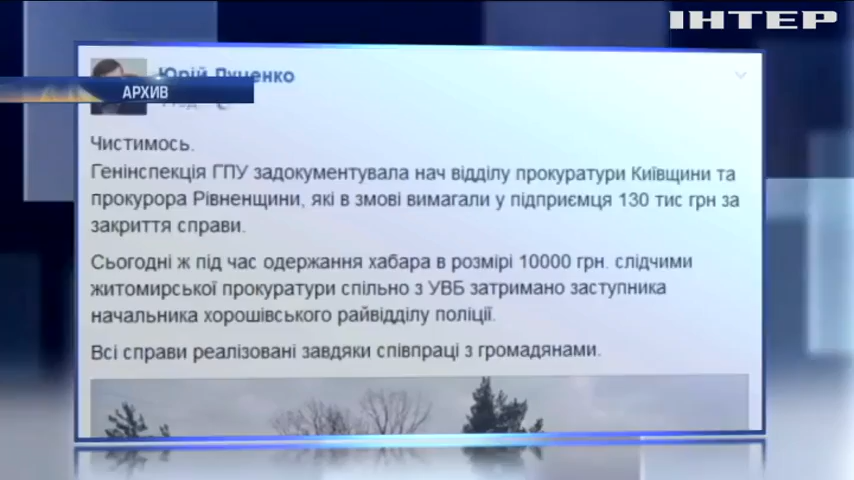 ІНТЕР
Юрій Луценко
АРХИВ
Чистимось.
Генінспекція ГПУ задокументувала нач відділу прокуратури Київщини та
прокурора Рівненщини, які в змові вимагали у підприємця 130 тис грн за
закриття справи.
Сьогодні ж під час одержання хабара в розмірі 10000 грн. слідчими
житомирської прокуратури спільно з УВБ затримано заступника
начальника хорошівського райвідділу поліції.
Всі справи реалізовані завдяки співпраці з громадянами.